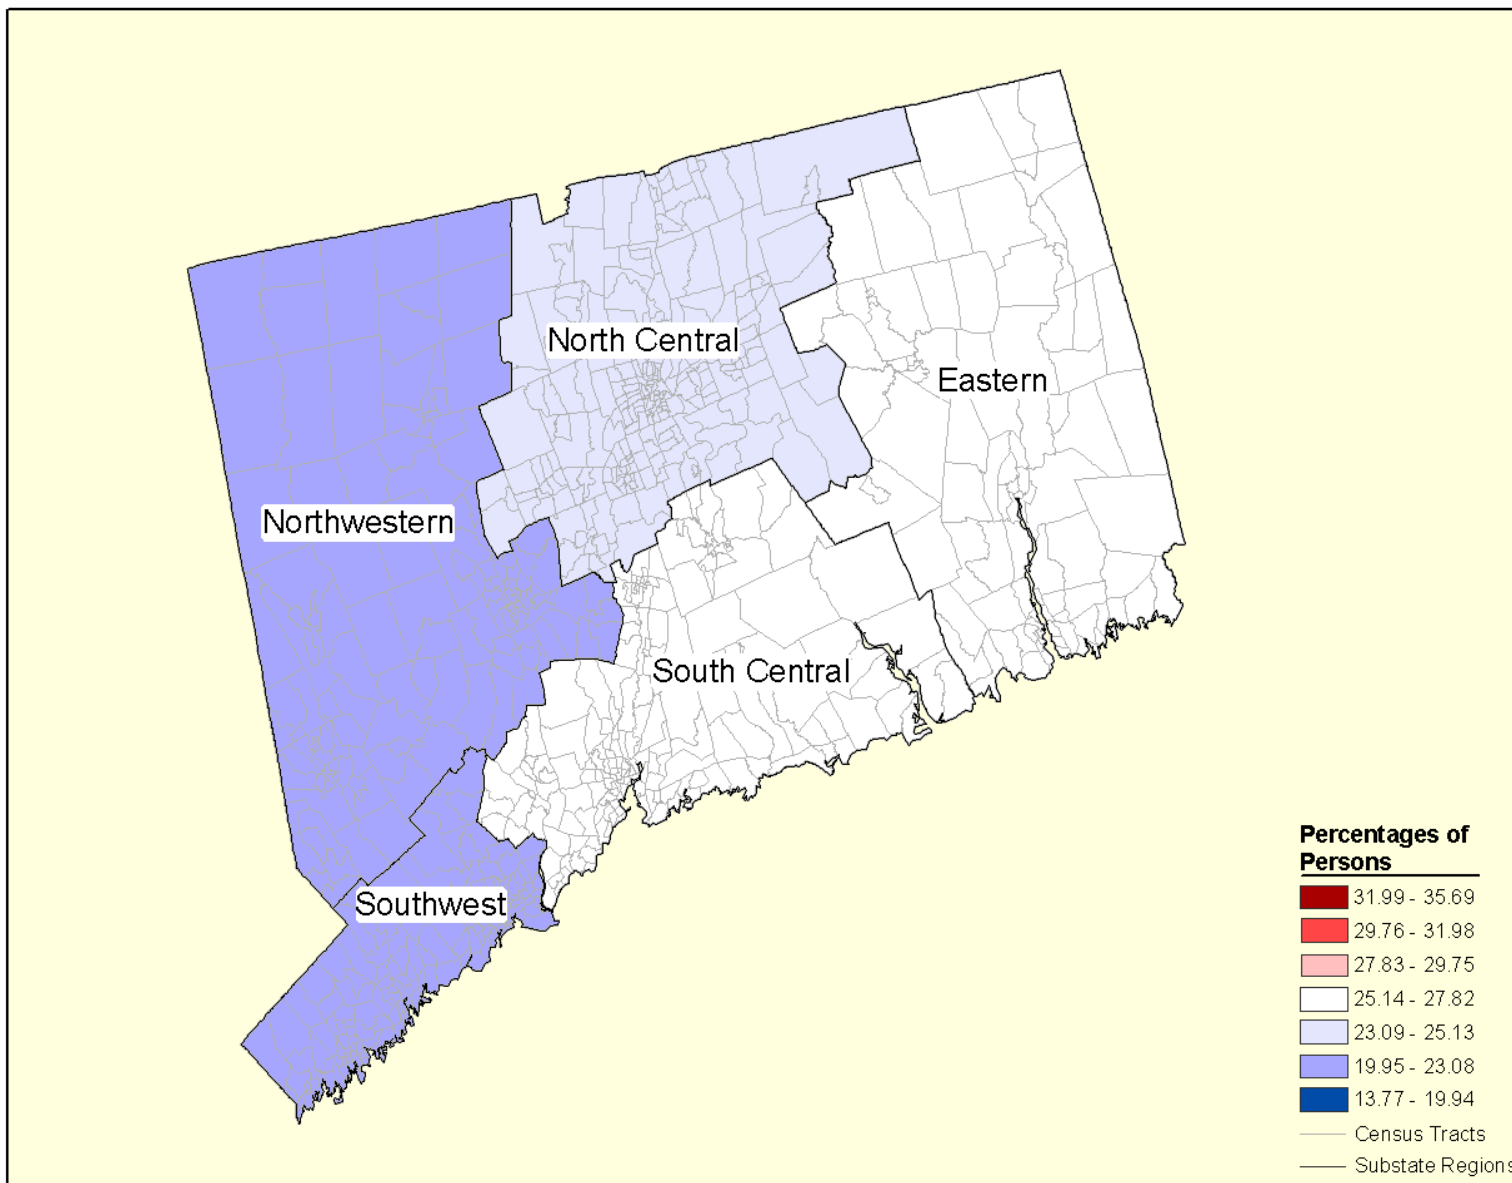 North Central
Eastern
Northwestern
South Central
Southwest
Percentages of
Persons
31.99 - 35.69
29.76 - 31.98
27.83 - 29.75
25.14 - 27.82
23.09 - 25.13
19.95 - 23.08
13.77 - 19.94
Census Tracts
Substate Regions